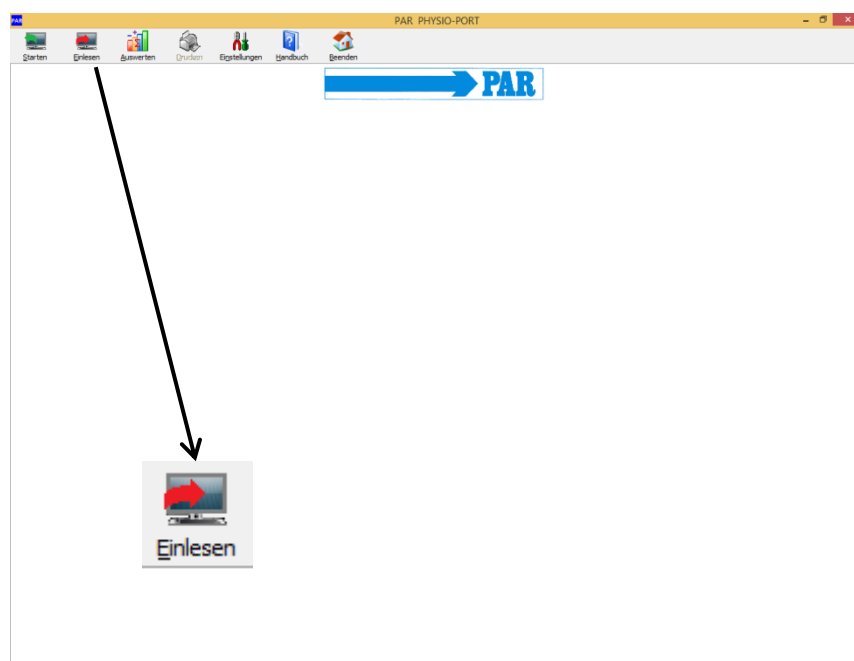 PAR
PAR PHYSIO-PORT
Starten Einlesen Auswerten Drucken Einstellungen Handbuch Beenden
PAR
Einlesen